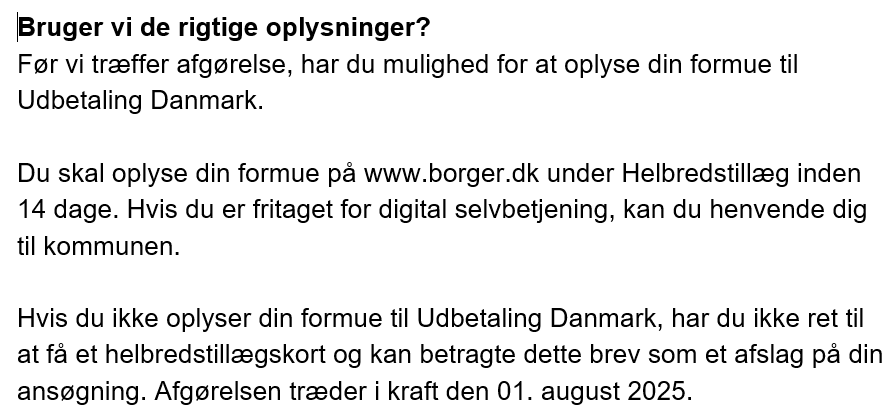 Bruger vi de rigtige oplysninger?
Før vi træffer afgørelse, har du mulighed for at oplyse din formue til
Udbetaling Danmark.
Du skal oplyse din formue på www.borger.dk under Helbredstillæg inden
14 dage. Hvis du er fritaget for digital selvbetjening, kan du henvende dig
til kommunen.
Hvis du ikke oplyser din formue til Udbetaling Danmark, har du ikke ret til
at få et helbredstillægskort og kan betragte dette brev som et afslag på din
ansøgning. Afgørelsen træder i kraft den 01. august 2025.